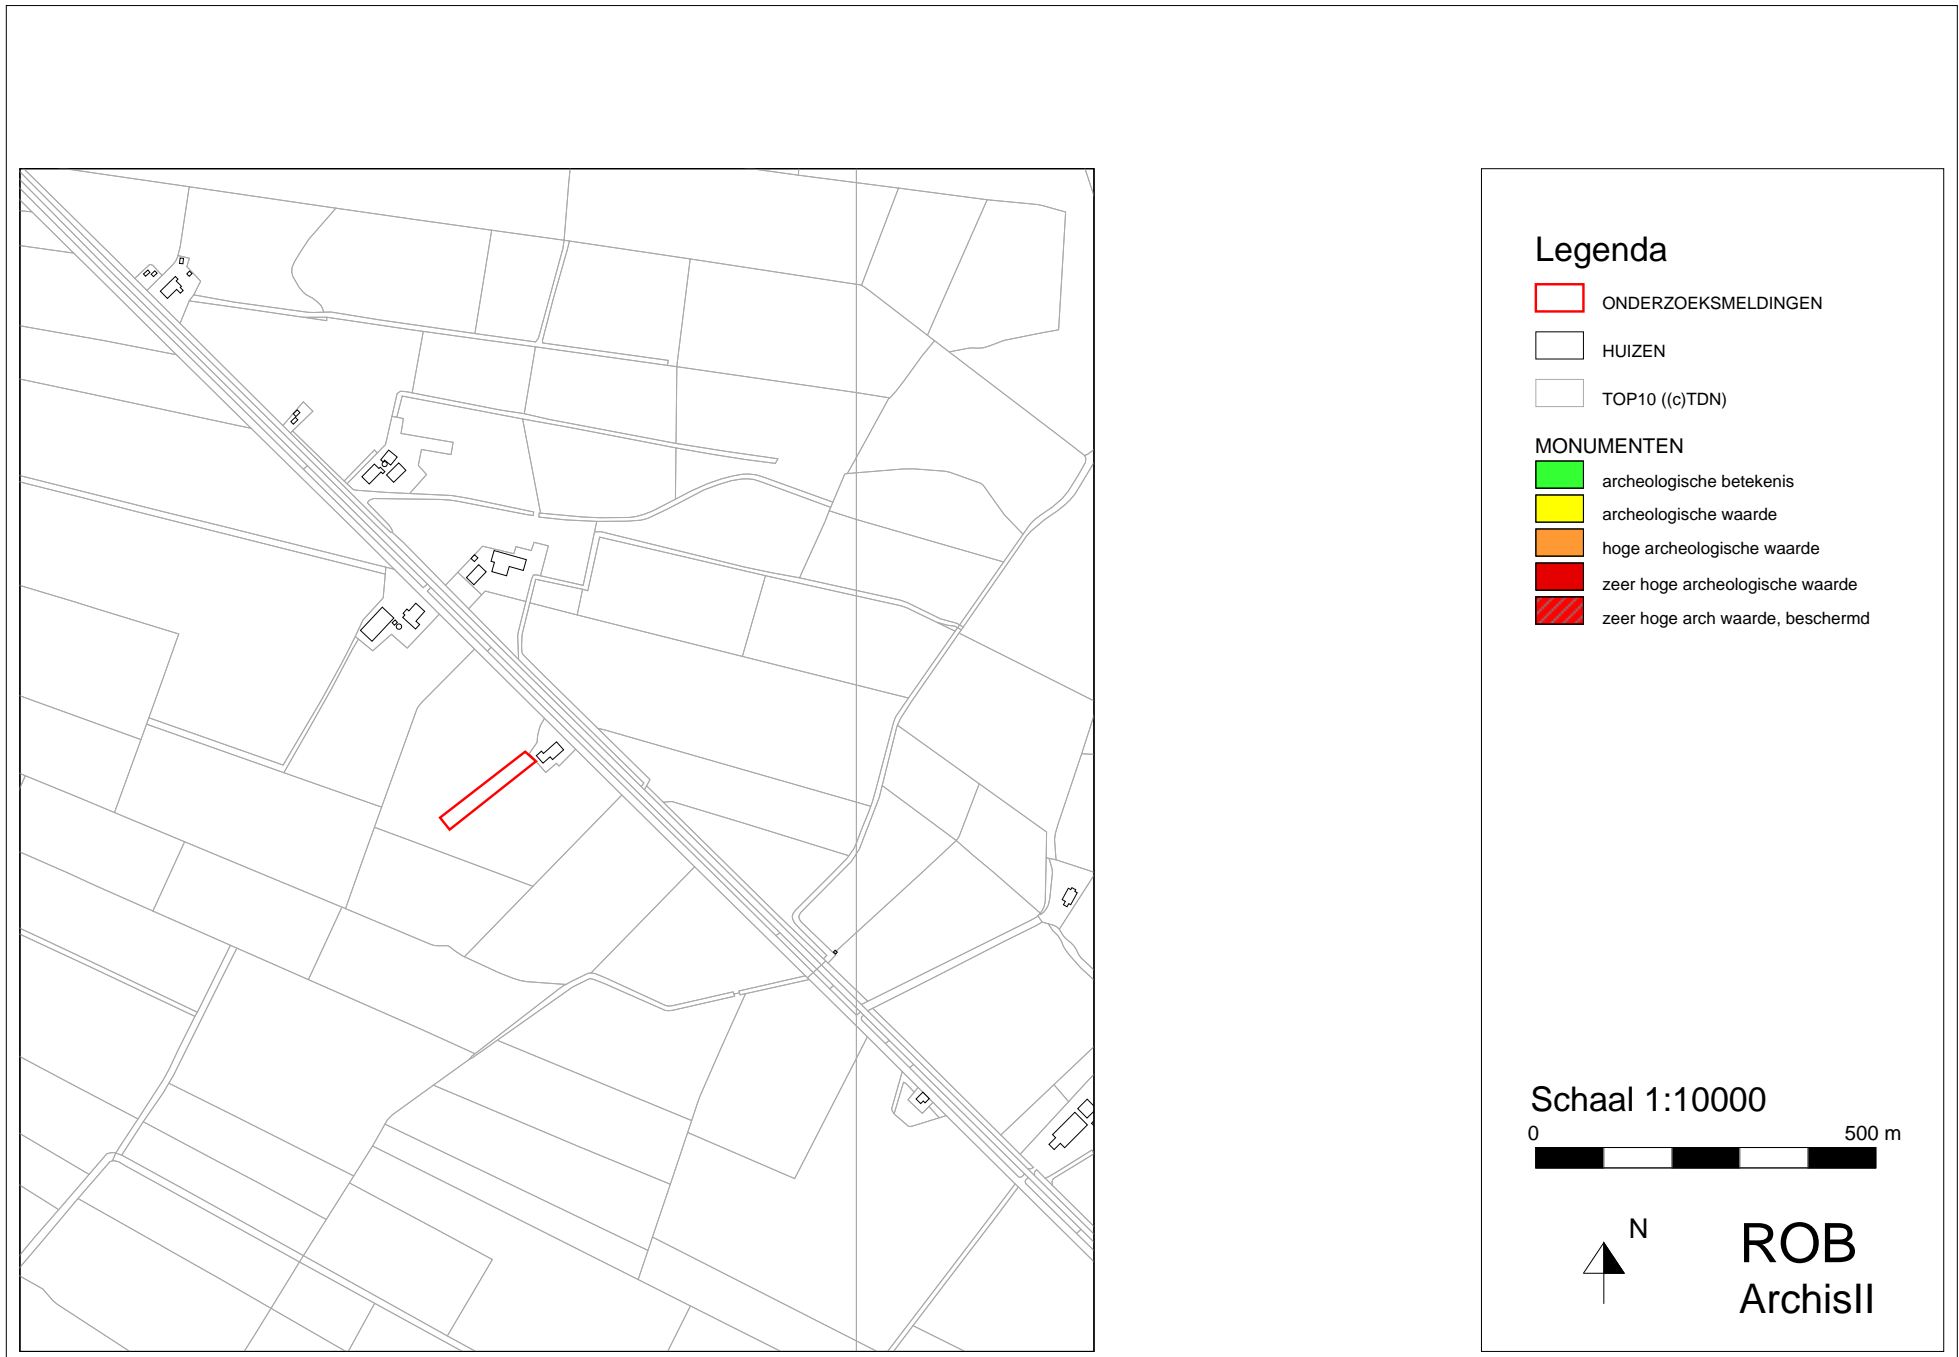 Legenda
ONDERZOEKSMELDINGEN
HUIZEN
TOP10 ((c)TDN)
MONUMENTEN
archeologische betekenis
archeologische waarde
hoge archeologische waarde
zeer hoge archeologische waarde
zeer hoge arch waarde, beschermd
Schaal 1:10000
0 500 m
N
ROB
ArchisII